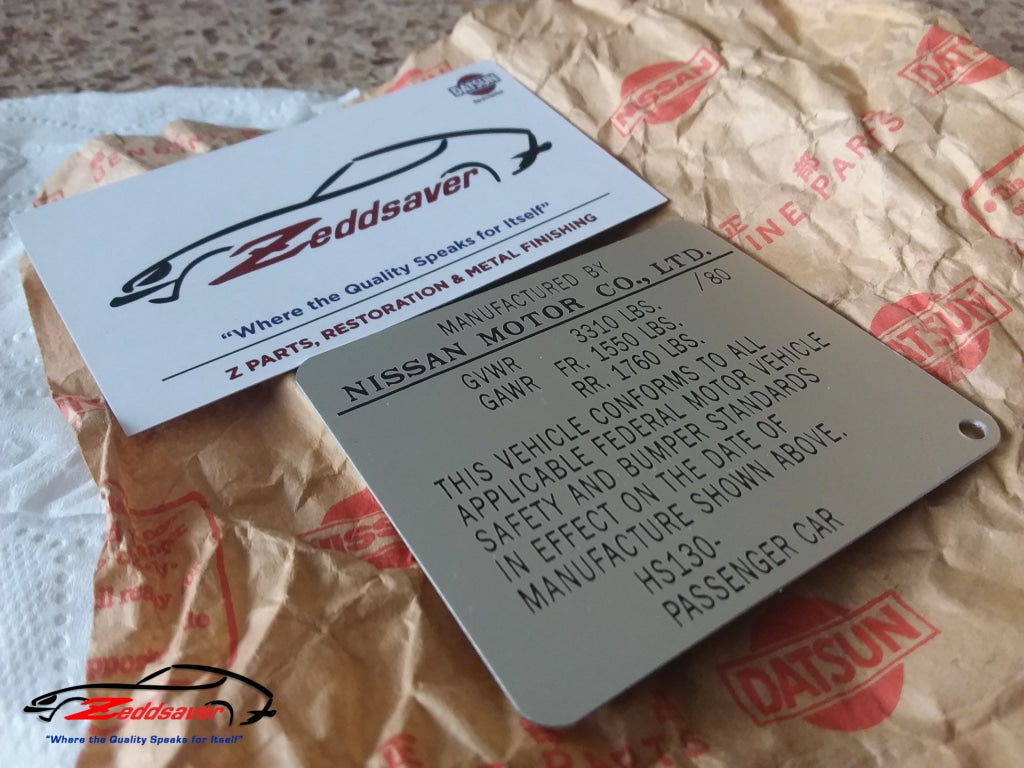 DATSUN
Zeddsaver
"Where the Quality Speaks for Itself"
Z PARTS, RESTORATION & METAL FINISHING
MANUFACTURED BY
NISSAN MOTOR CO., LTD.
/80
GVWR 3310 LBS.
GAWR FR. 1550 LBS.
RR. 1760 LBS.
THIS VEHICLE CONFORMS TO ALL
APPLICABLE FEDERAL MOTOR VEHICLE
SAFETY AND BUMPER STANDARDS
IN EFFECT ON THE DATE OF
MANUFACTURE SHOWN ABOVE.
HS130-
PASSENGER CAR
NISSAN
DATSUN
正
部
INE PARTS
DATSUN
NISSAN
DATSUN
PARTS
Zeddsaver
"Where the Quality Speaks for Itself"